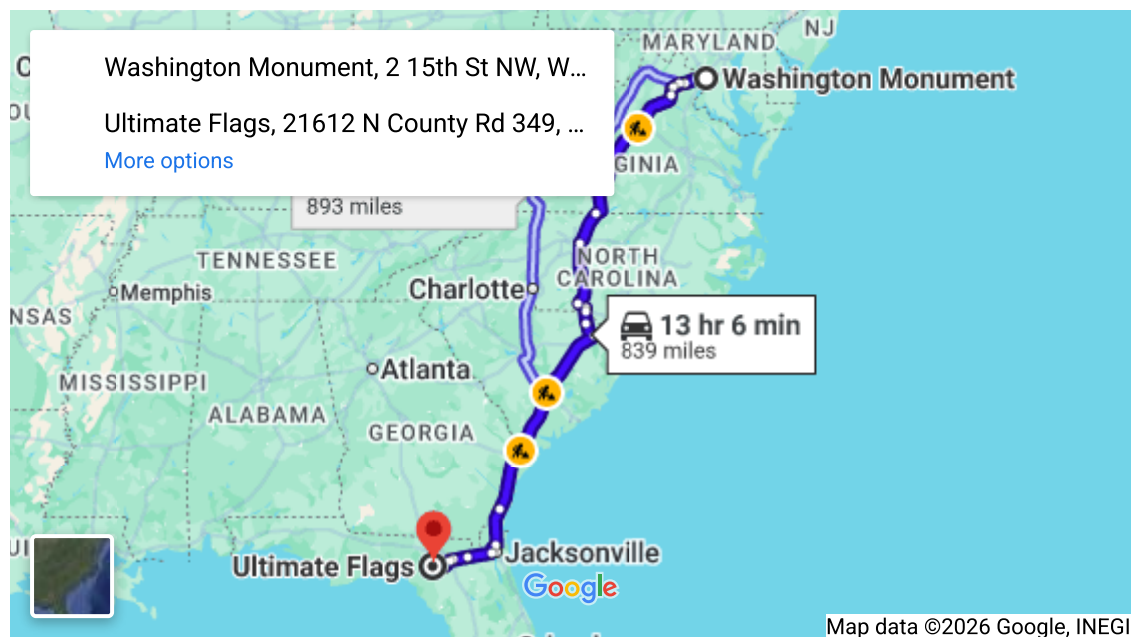 Washington Monument, 2 15th St NW, W...
Ultimate Flags, 21612 N County Rd 349, ...
More options
MARYLAND
NJ
Washington Monument
GINIA
893 miles
TENNESSEE
NORTH
CAROLINA
Charlotte
Memphis
NSAS
13 hr 6 min
839 miles
Atlanta
MISSISSIPPI
ALABAMA
GEORGIA
Jacksonville
Ultimate Flags
Google
Map data ©2026 Google, INEGI